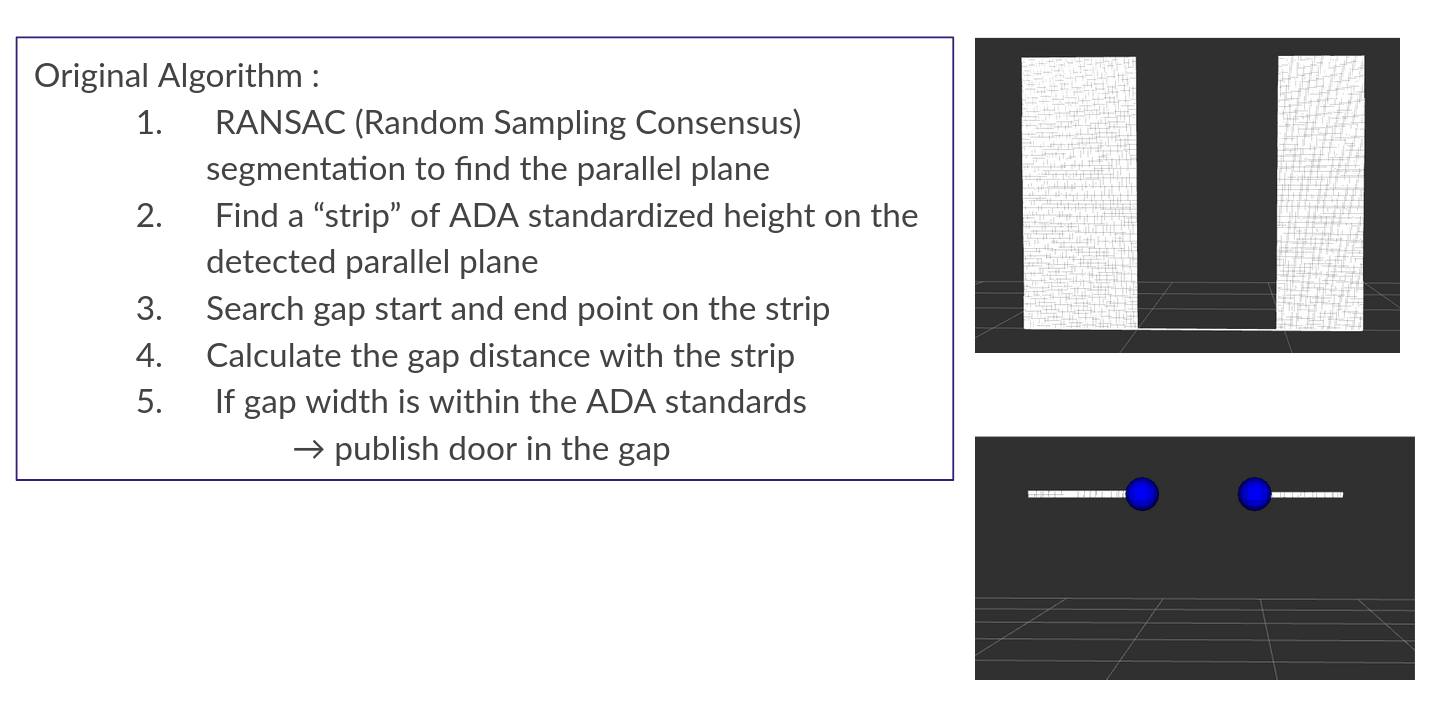 Original Algorithm :
1. RANSAC (Random Sampling Consensus)
segmentation to find the parallel plane
2. Find a “strip” of ADA standardized height on the
detected parallel plane
3. Search gap start and end point on the strip
4. Calculate the gap distance with the strip
5. If gap width is within the ADA standards
→ publish door in the gap